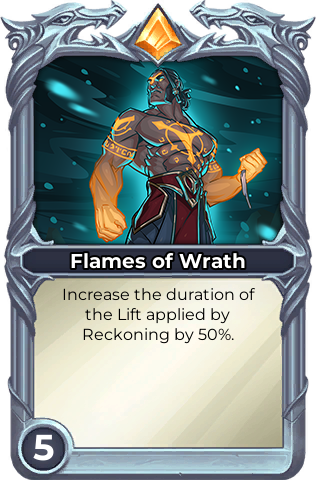 Flames of Wrath
Increase the duration of
the Lift applied by
Reckoning by 50%.
5